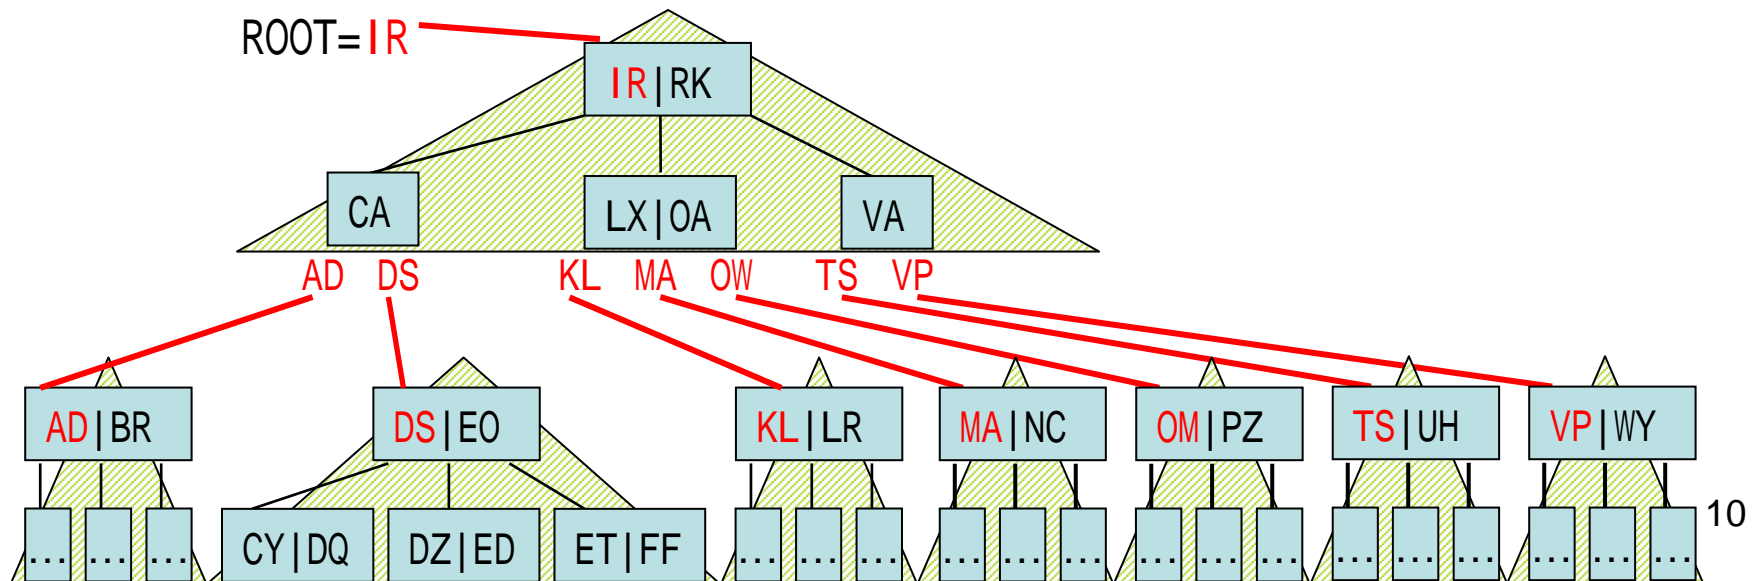 ROOT=IR
IR|RK
CA LX|OA VA
AD DS KL MA OW TS VP
AD|BR DS|EO KL|LR MA|NC OM|PZ TS|UH VP|WY
10
... ... ... CY|DQ DZ|ED ET|FF ... ... ... ... ... ... ... ... ... ... ... ... ... ... ...